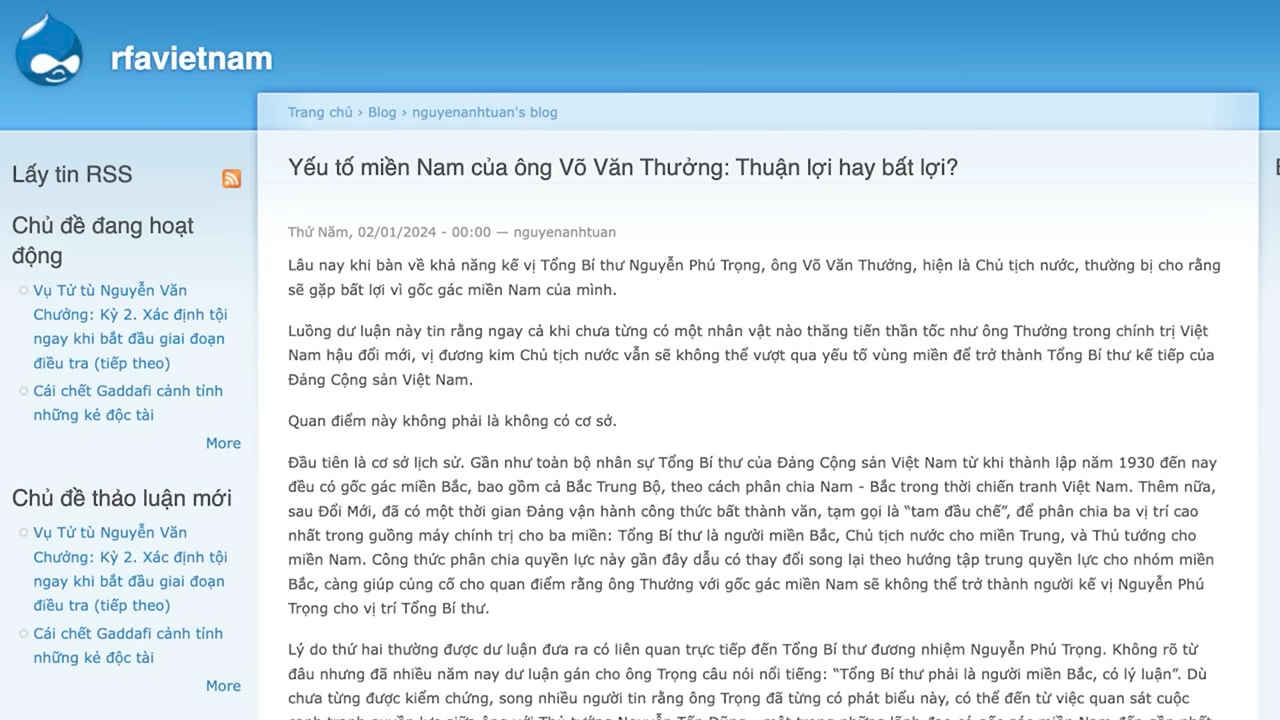 rfavietnam
Trang chủ › Blog › nguyenanhtuan's blog
Lấy tin RSS
Chủ đề đang hoạt
động
Vụ Tử tù Nguyễn Văn
Chưởng: Kỳ 2. Xác định tội
ngay khi bắt đầu giai đoạn
điều tra (tiếp theo)
Cái chết Gaddafi cảnh tỉnh
những kẻ độc tài
More
Chủ đề thảo luận mới
Vụ Tử tù Nguyễn Văn
Chưởng: Kỳ 2. Xác định tội
ngay khi bắt đầu giai đoạn
điều tra (tiếp theo)
Cái chết Gaddafi cảnh tỉnh
những kẻ độc tài
More
Yếu tố miền Nam của ông Võ Văn Thưởng: Thuận lợi hay bất lợi?
Thứ Năm, 02/01/2024 - 00:00 — nguyenanhtuan
Lâu nay khi bàn về khả năng kế vị Tổng Bí thư Nguyễn Phú Trọng, ông Võ Văn Thưởng, hiện là Chủ tịch nước, thường bị cho rằng
sẽ gặp bất lợi vì gốc gác miền Nam của mình.
Luồng dư luận này tin rằng ngay cả khi chưa từng có một nhân vật nào thăng tiến thần tốc như ông Thưởng trong chính trị Việt
Nam hậu đổi mới, vị đương kim Chủ tịch nước vẫn sẽ không thể vượt qua yếu tố vùng miền để trở thành Tổng Bí thư kế tiếp của
Đảng Cộng sản Việt Nam.
Quan điểm này không phải là không có cơ sở.
Đầu tiên là cơ sở lịch sử. Gần như toàn bộ nhân sự Tổng Bí thư của Đảng Cộng sản Việt Nam từ khi thành lập năm 1930 đến nay
đều có gốc gác miền Bắc, bao gồm cả Bắc Trung Bộ, theo cách phân chia Nam - Bắc trong thời chiến tranh Việt Nam. Thêm nữa,
sau Đổi Mới, đã có một thời gian Đảng vận hành công thức bất thành văn, tạm gọi là “tam đầu chế”, để phân chia ba vị trí cao
nhất trong guồng máy chính trị cho ba miền: Tổng Bí thư là người miền Bắc, Chủ tịch nước cho miền Trung, và Thủ tướng cho
miền Nam. Công thức phân chia quyền lực này gần đây dẫu có thay đổi song lại theo hướng tập trung quyền lực cho nhóm miền
Bắc, càng giúp củng cố cho quan điểm rằng ông Thưởng với gốc gác miền Nam sẽ không thể trở thành người kế vị Nguyễn Phú
Trọng cho vị trí Tổng Bí thư.
Lý do thứ hai thường được dư luận đưa ra có liên quan trực tiếp đến Tổng Bí thư đương nhiệm Nguyễn Phú Trọng. Không rõ từ
đâu nhưng đã nhiều năm nay dư luận gán cho ông Trọng câu nói nổi tiếng: “Tổng Bí thư phải là người miền Bắc, có lý luận”. Dù
chưa từng được kiểm chứng, song nhiều người tin rằng ông Trọng đã từng có phát biểu này, có thể đến từ việc quan sát cuộc